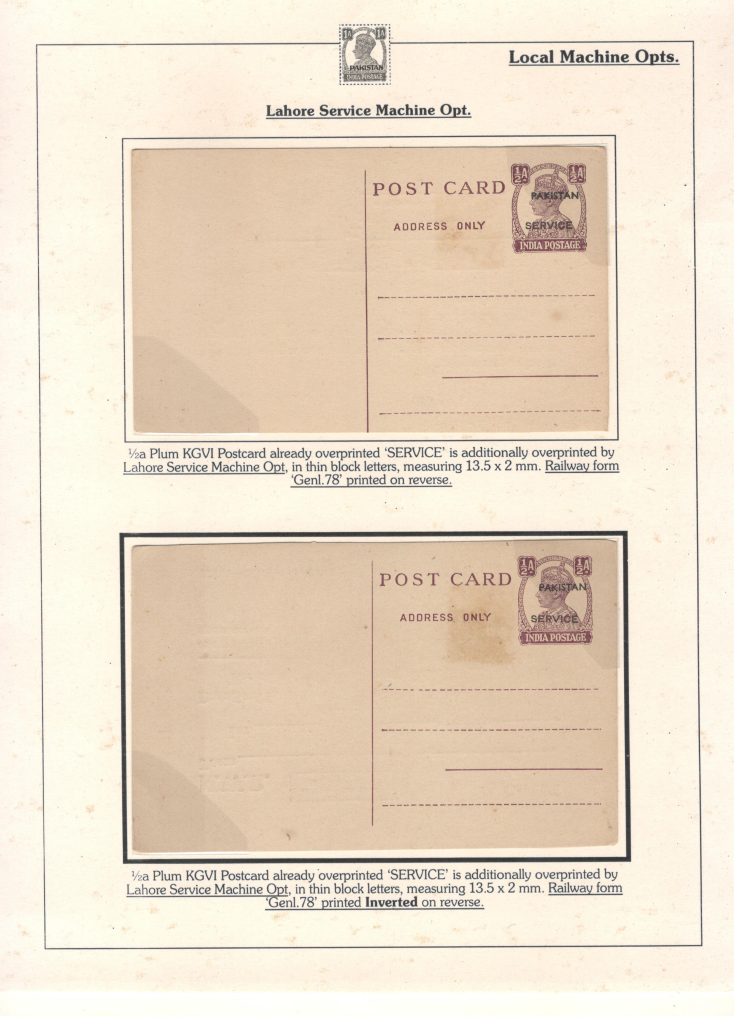 1A 1A
PAKISTAN
INDIA POSTAGE
Local Machine Opts.
Lahore Service Machine Opt.
POST CARD
ADDRESS ONLY
½A ½A
PAKISTAN
SERVICE
INDIA POSTAGE
½a Plum KGVI Postcard already overprinted ‘SERVICE’ is additionally overprinted by
Lahore Service Machine Opt, in thin block letters, measuring 13.5 x 2 mm. Railway form
‘Genl.78’ printed on reverse.
POST CARD
ADDRESS ONLY
½A ½A
PAKISTAN
SERVICE
INDIA POSTAGE
½a Plum KGVI Postcard already overprinted ‘SERVICE’ is additionally overprinted by
Lahore Service Machine Opt, in thin block letters, measuring 13.5 x 2 mm. Railway form
‘Genl.78’ printed Inverted on reverse.